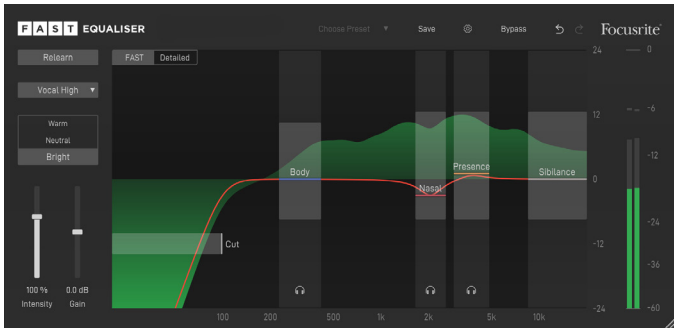 FAST EQUALISER
Choose Preset ▼ Save Bypass Focusrite
Relearn
FAST Detailed
Vocal High ▼
Warm
Neutral
Bright
100 %
Intensity
0.0 dB
Gain
Body
Nasal
Presence
Sibilance
Cut
24
12
0
-12
-24
100 200 500 1k 2k 5k 10k
0
-6
-12
-24
-36
-60